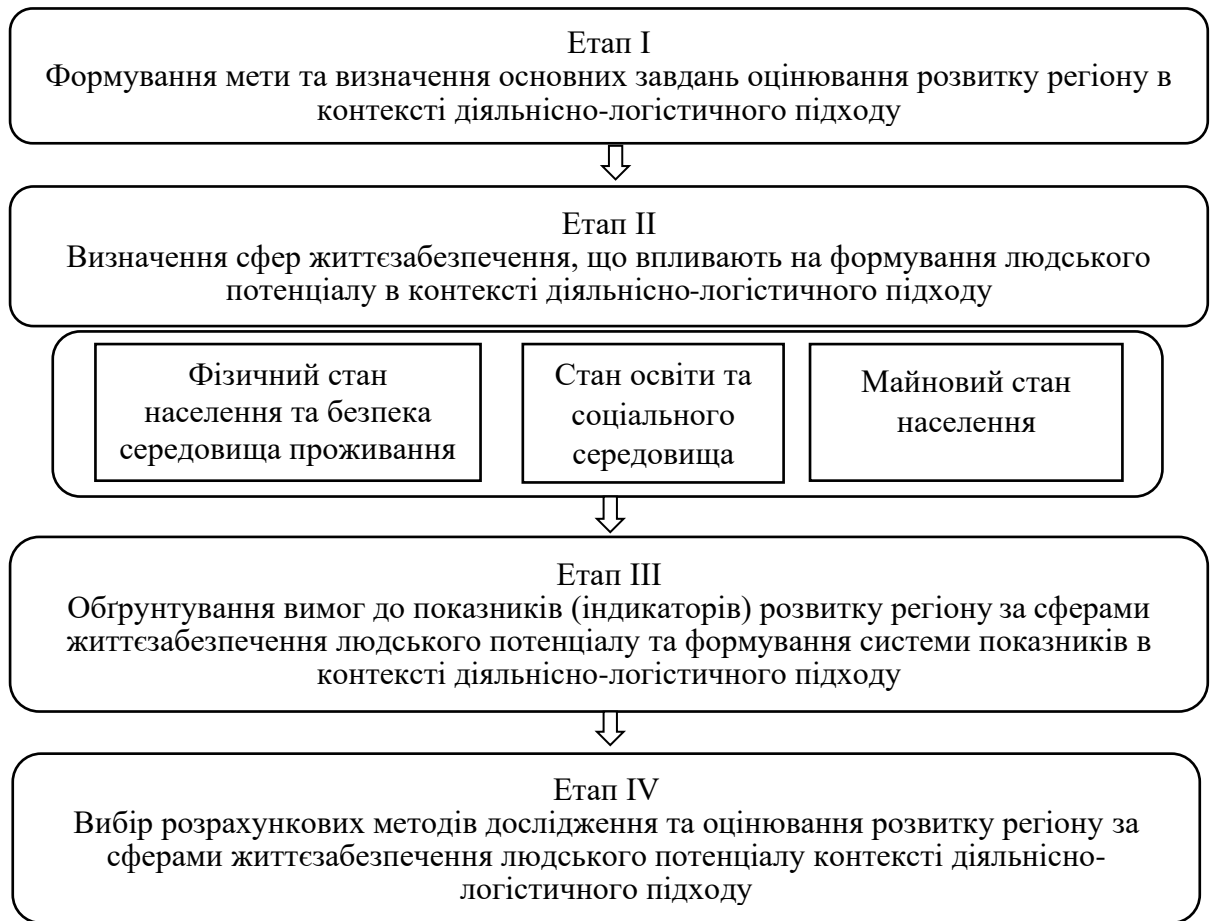 Етап І
Формування мети та визначення основних завдань оцінювання розвитку регіону в
контексті діяльнісно-логістичного підходу
Етап ІІ
Визначення сфер життєзабезпечення, що впливають на формування людського
потенціалу в контексті діяльнісно-логістичного підходу
Фізичний стан
населення та безпека
середовища проживання
Стан освіти та
соціального
середовища
Майновий стан
населення
Етап ІІІ
Обґрунтування вимог до показників (індикаторів) розвитку регіону за сферами
життєзабезпечення людського потенціалу та формування системи показників в
контексті діяльнісно-логістичного підходу
Етап IV
Вибір розрахункових методів дослідження та оцінювання розвитку регіону за
сферами життєзабезпечення людського потенціалу контексті діяльнісно-
логістичного підходу